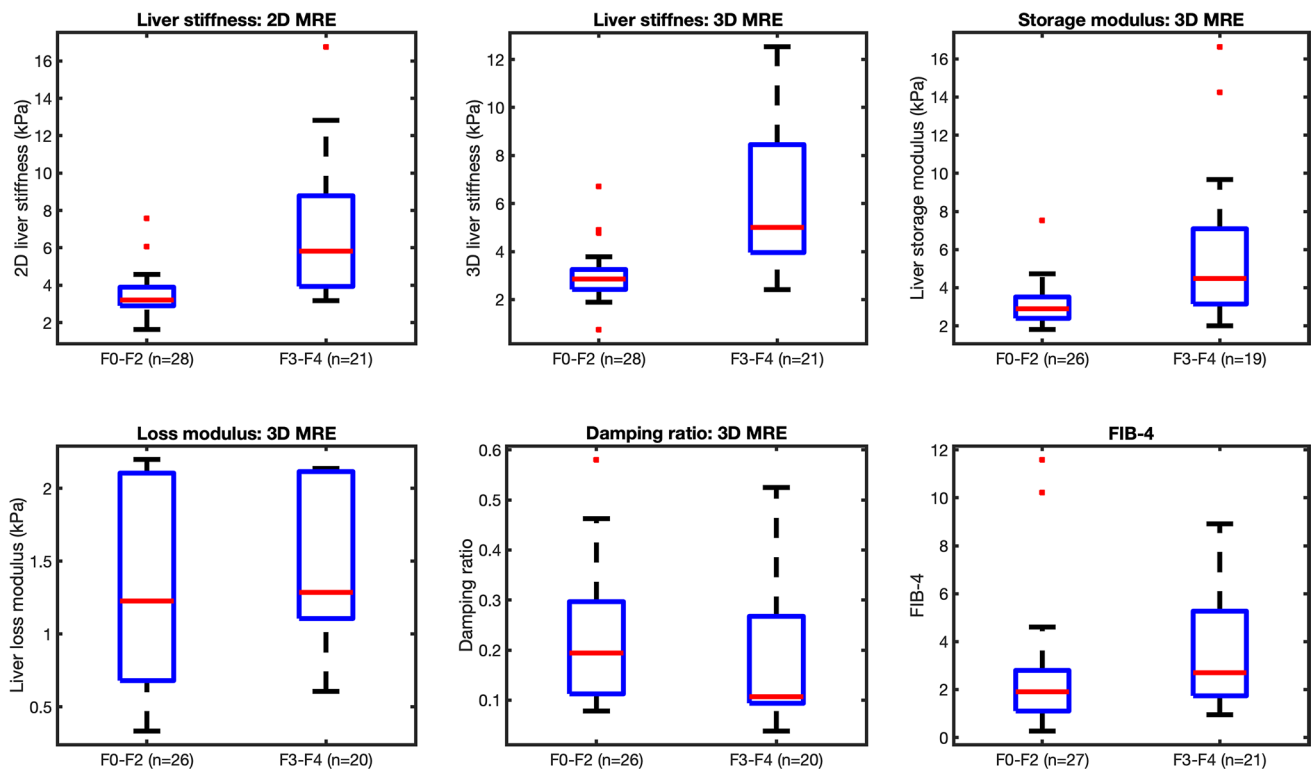 Liver stiffness: 2D MRE
2D liver stiffness (kPa)
16
14
12
10
8
6
4
2
F0-F2 (n=28)
F3-F4 (n=21)
Liver stiffnes: 3D MRE
3D liver stiffness (kPa)
12
10
8
6
4
2
F0-F2 (n=28)
F3-F4 (n=21)
Storage modulus: 3D MRE
Liver storage modulus (kPa)
16
14
12
10
8
6
4
2
F0-F2 (n=26)
F3-F4 (n=19)
Loss modulus: 3D MRE
Liver loss modulus (kPa)
2
1.5
1
0.5
F0-F2 (n=26)
F3-F4 (n=20)
Damping ratio: 3D MRE
Damping ratio
0.6
0.5
0.4
0.3
0.2
0.1
F0-F2 (n=26)
F3-F4 (n=20)
FIB-4
FIB-4
12
10
8
6
4
2
0
F0-F2 (n=27)
F3-F4 (n=21)